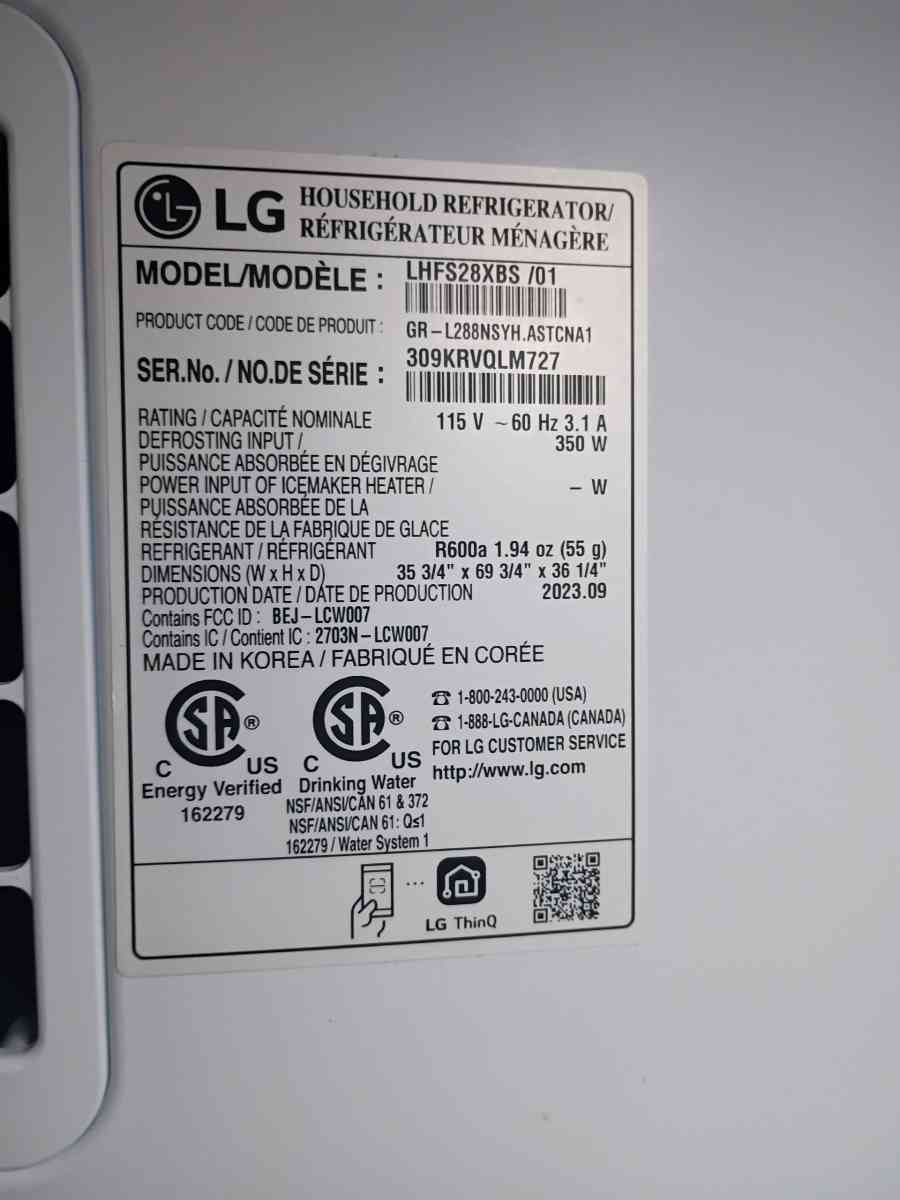 LG HOUSEHOLD REFRIGERATOR/
RÉFRIGÉRATEUR MÉNAGÈRE
MODEL/MODÈLE : LHFS28XBS /01
PRODUCT CODE / CODE DE PRODUIT : GR-L288NSYH.ASTCNA1
SER.No. / NO.DE SÉRIE : 309KRVQLM727
RATING / CAPACITÉ NOMINALE 115 V ~ 60 Hz 3.1 A
DEFROSTING INPUT / 350 W
PUISSANCE ABSORBÉE EN DÉGIVRAGE
POWER INPUT OF ICEMAKER HEATER / – W
PUISSANCE ABSORBÉE DE LA
RÉSISTANCE DE LA FABRIQUE DE GLACE
REFRIGERANT / RÉFRIGÉRANT R600a 1.94 oz (55 g)
DIMENSIONS (W x H x D) 35 3/4" x 69 3/4" x 36 1/4"
PRODUCTION DATE / DATE DE PRODUCTION 2023.09
Contains FCC ID : BEJ-LCW007
Contains IC / Contient IC : 2703N-LCW007
MADE IN KOREA / FABRIQUÉ EN CORÉE
SA ®
C US
Energy Verified
162279
SA ®
C US
Drinking Water
NSF/ANSI/CAN 61 & 372
NSF/ANSI/CAN 61: Q≤1
162279 / Water System 1
☎ 1-800-243-0000 (USA)
☎ 1-888-LG-CANADA (CANADA)
FOR LG CUSTOMER SERVICE
http://www.lg.com
LG ThinQ